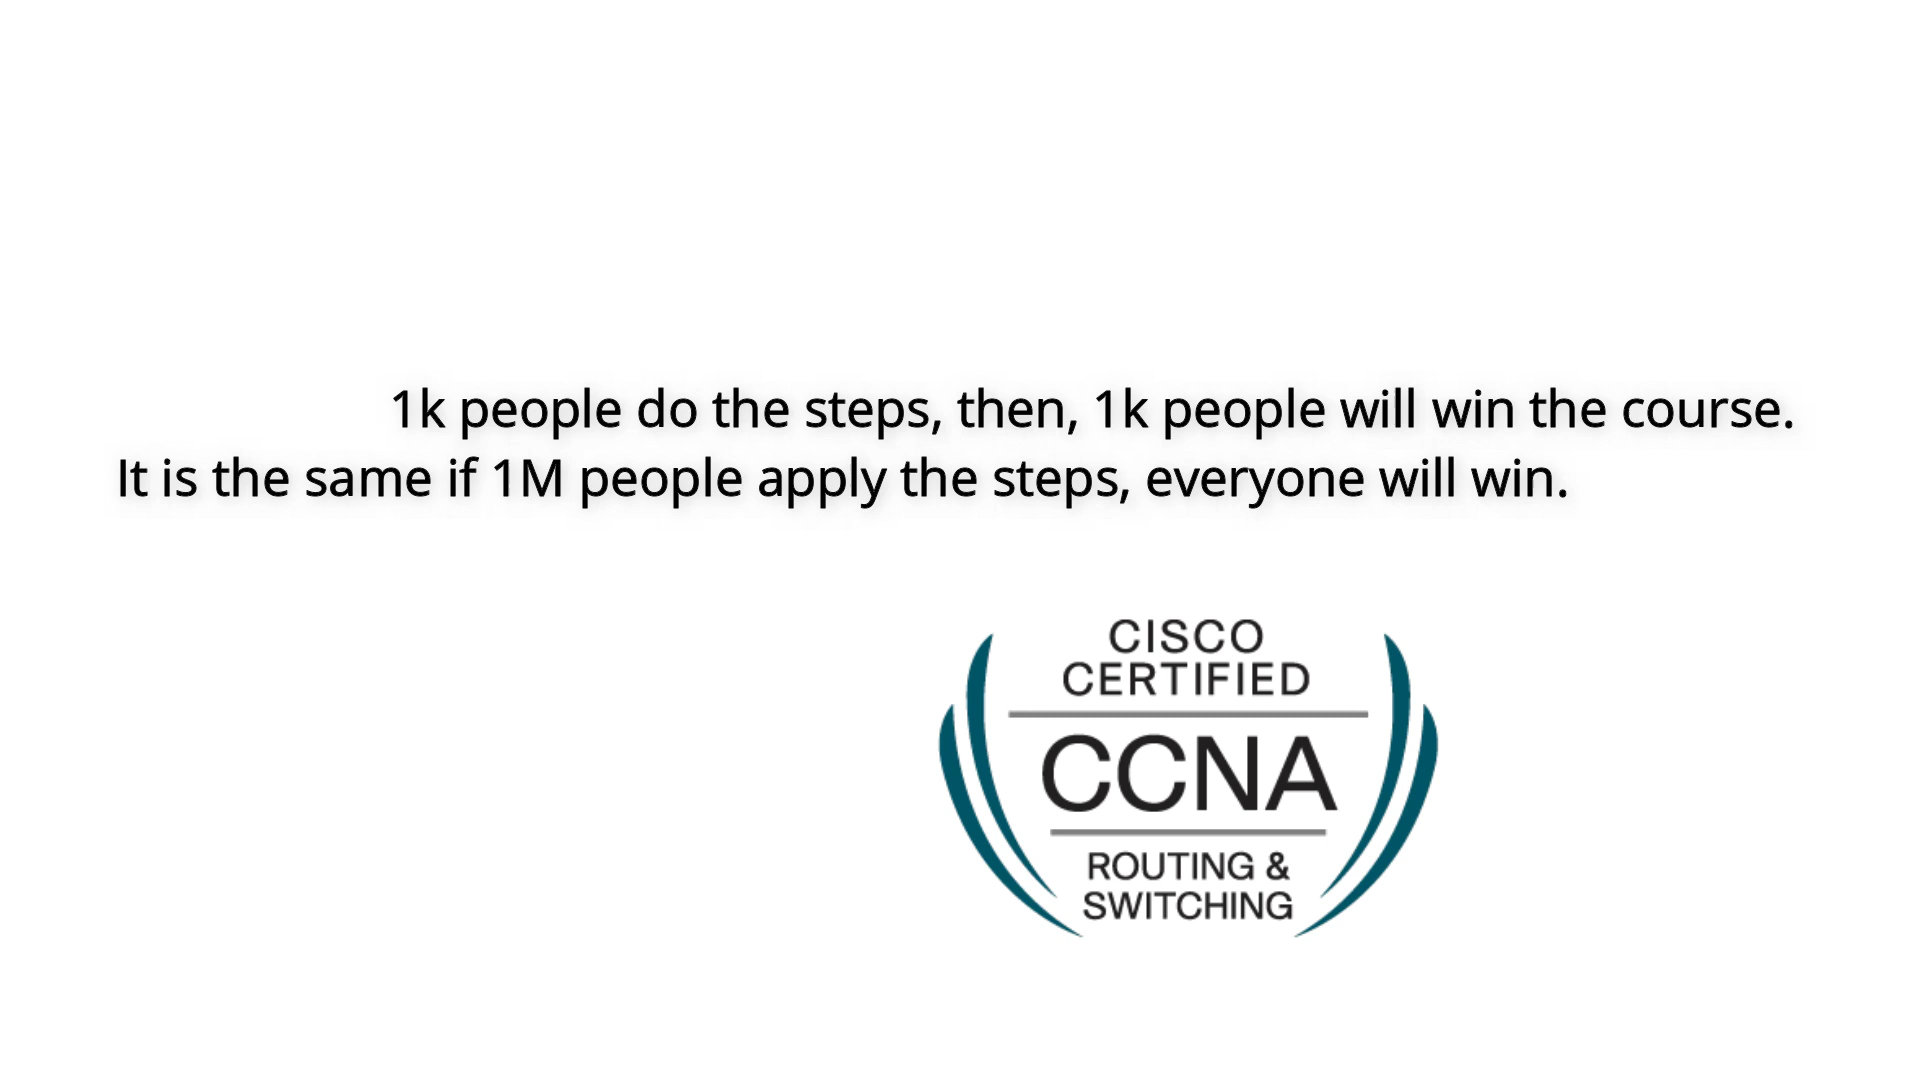 1k people do the steps, then, 1k people will win the course.
It is the same if 1M people apply the steps, everyone will win.
CISCO
CERTIFIED
CCNA
ROUTING &
SWITCHING